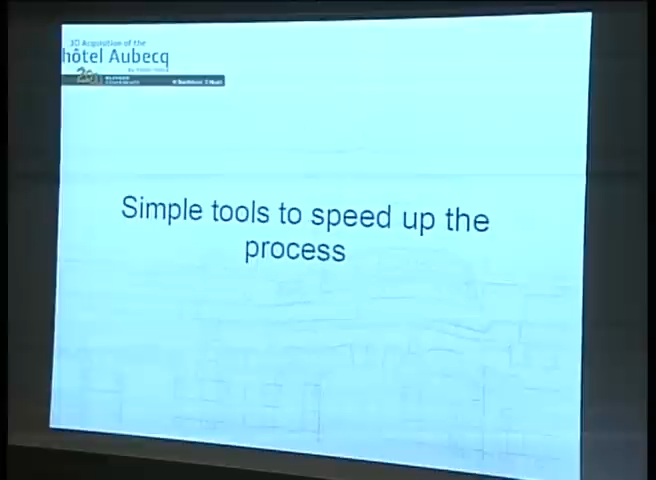 3D Acquisition of the
hôtel Aubecq
Simple tools to speed up the
process